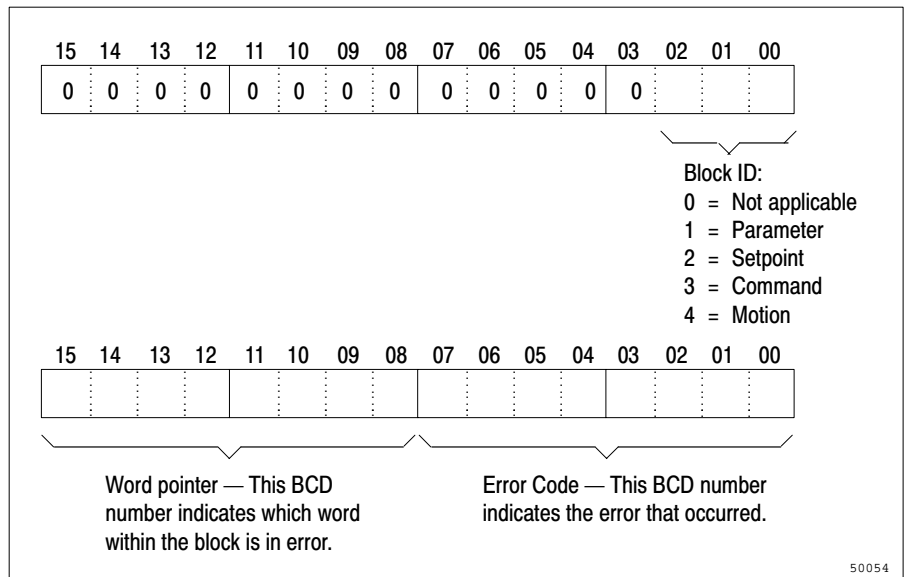 15 14 13 12 11 10 09 08 07 06 05 04 03 02 01 00
0 0 0 0 0 0 0 0 0 0 0 0 0
Block ID:
0 = Not applicable
1 = Parameter
2 = Setpoint
3 = Command
4 = Motion
15 14 13 12 11 10 09 08 07 06 05 04 03 02 01 00
Word pointer — This BCD
number indicates which word
within the block is in error.
Error Code — This BCD number
indicates the error that occurred.
50054